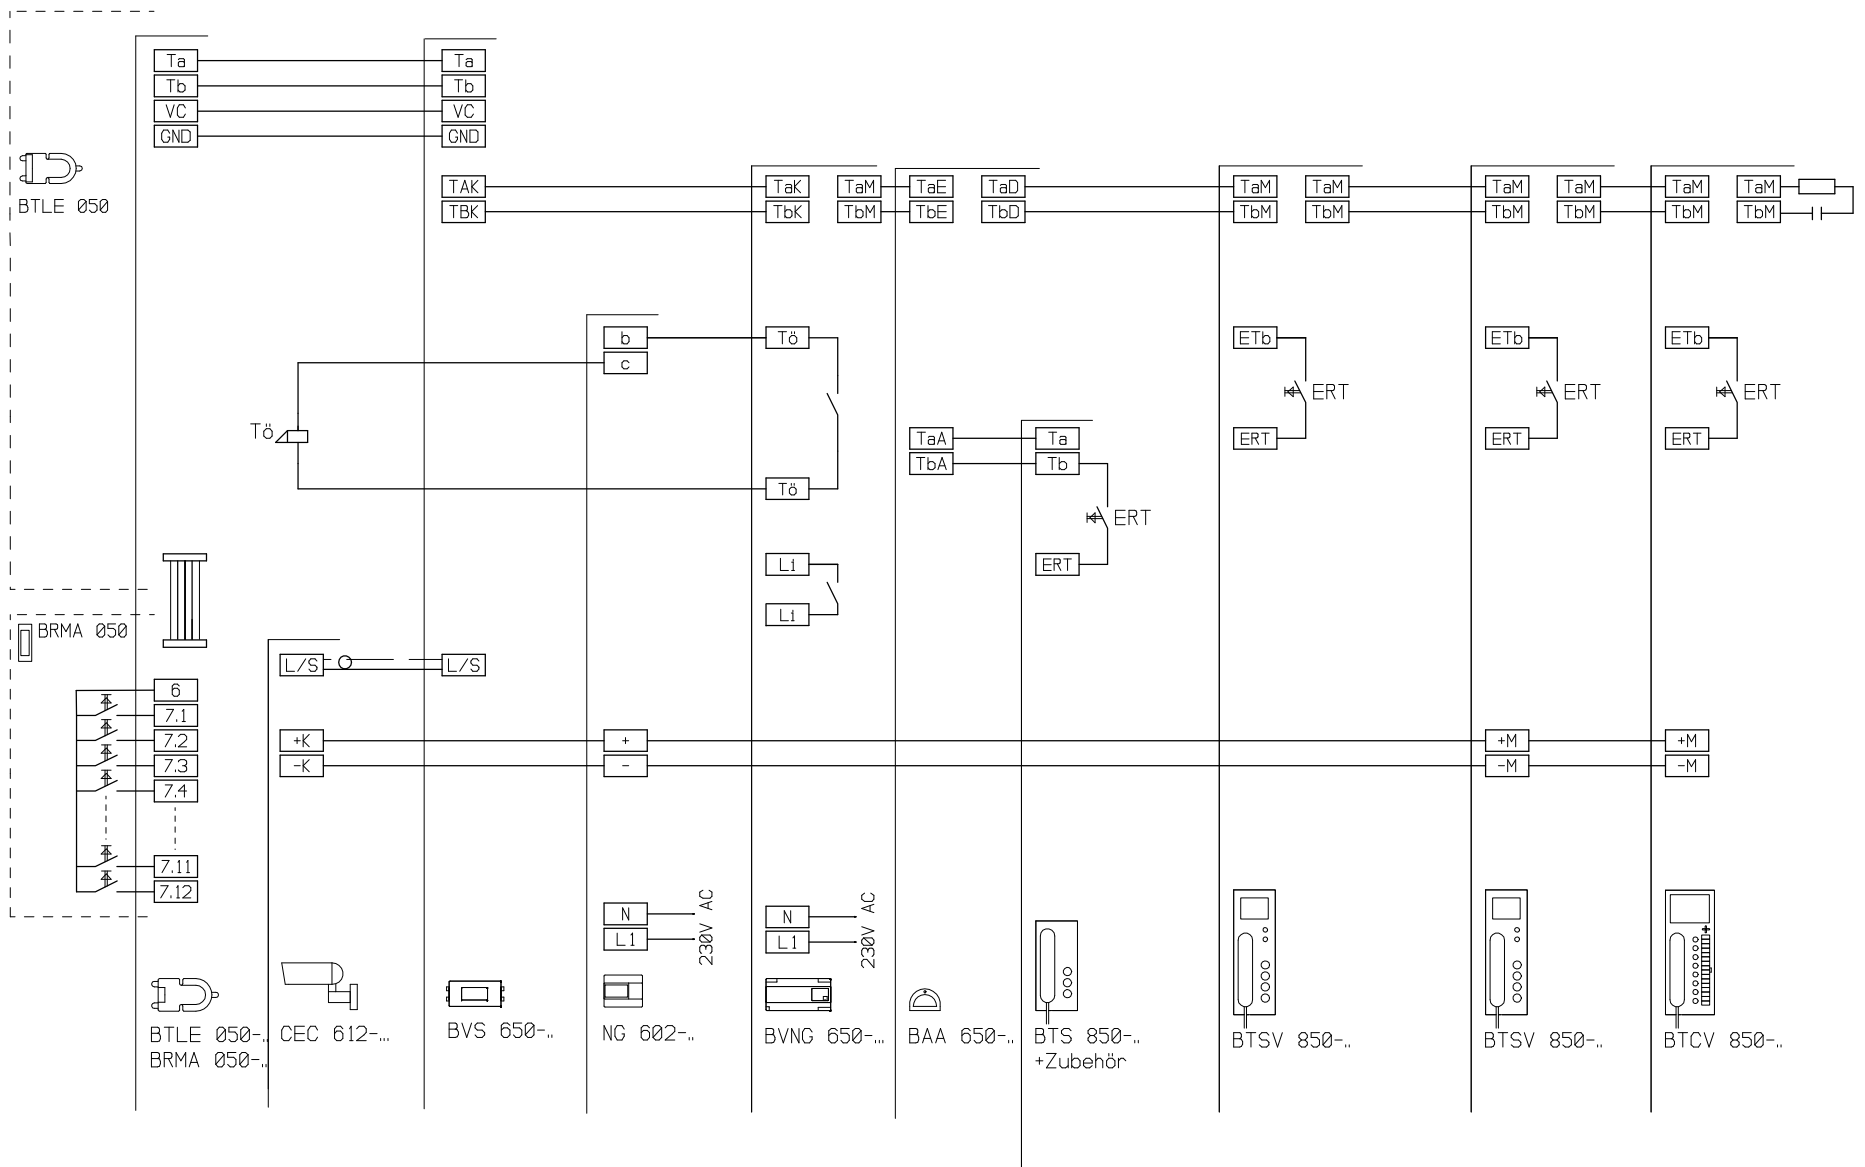 Ta Ta
Tb Tb
VC VC
GND GND
BTLE 050
TAK TaK TaM TaE TaD TaM TaM TaM TaM TaM TaM
TBK TbK TbM TbE TbD TbM TbM TbM TbM TbM TbM
b Tö ETb ETb ETb
c
ERT ERT ERT
Tö TaA Ta ERT ERT ERT
TbA Tb
Tö
ERT
Li ERT
Li
BRMA 050
L/S L/S
6
7.1
7.2 +K + +M +M
7.3 -K - -M -M
7.4
7.11
7.12
N 230V AC N 230V AC
L1 L1
BTLE 050-..
BRMA 050-..
CEC 612-...
BVS 650-..
NG 602-..
BVNG 650-...
BAA 650-..
BTS 850-..
+Zubehör
BTSV 850-..
BTSV 850-..
BTCV 850-..